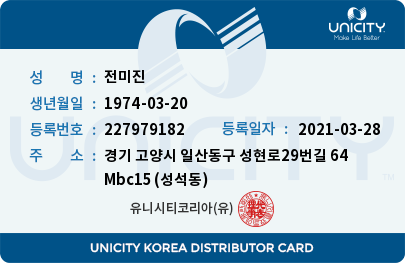 UNICITY
Make Life Better
성 명 : 전미진
생년월일 : 1974-03-20
등록번호 : 227979182 등록일자 : 2021-03-28
주 소 : 경기 고양시 일산동구 성현로29번길 64
Mbc15 (성석동)
유니시티코리아(유)
UNICITY
TM
UNICITY KOREA DISTRIBUTOR CARD